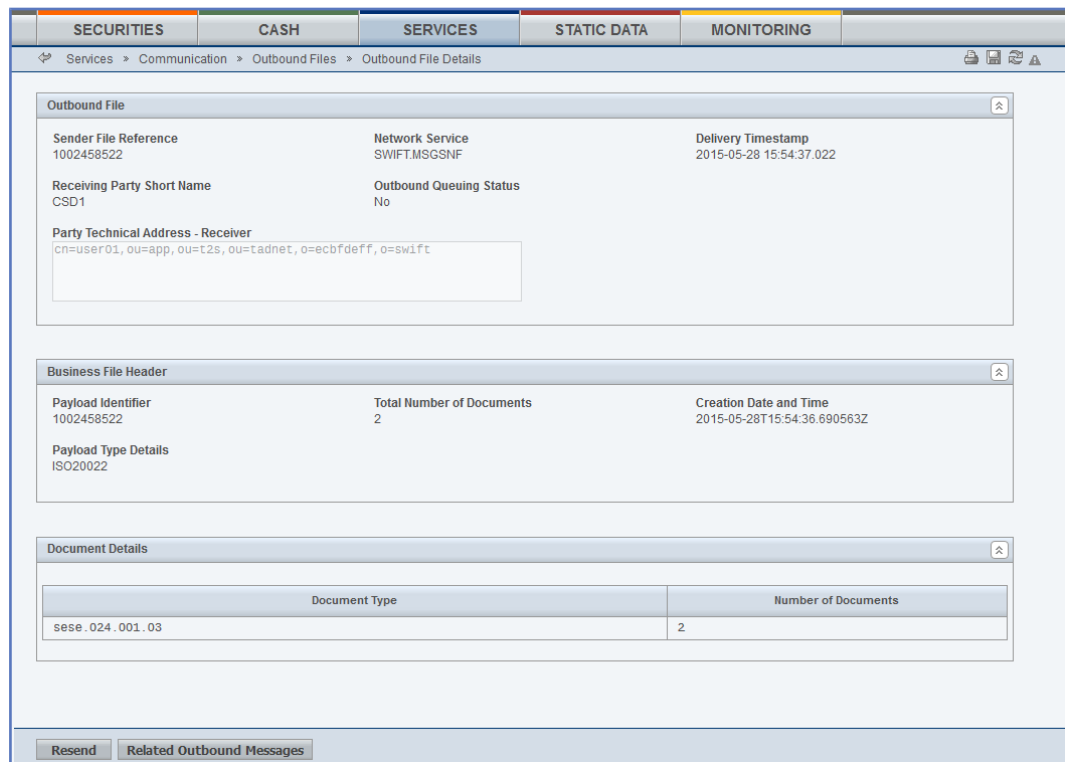 SECURITIES CASH SERVICES STATIC DATA MONITORING
Services » Communication » Outbound Files » Outbound File Details
Outbound File
Sender File Reference Network Service Delivery Timestamp
1002458522 SWIFT.MSGSNF 2015-05-28 15:54:37.022
Receiving Party Short Name Outbound Queuing Status
CSD1 No
Party Technical Address - Receiver
cn=user01,ou=app,ou=t2s,ou=tadnet,o=ecbfdeff,o=swift
Business File Header
Payload Identifier Total Number of Documents Creation Date and Time
1002458522 2 2015-05-28T15:54:36.690563Z
Payload Type Details
ISO20022
Document Details
Document Type Number of Documents
sese.024.001.03 2
Resend Related Outbound Messages